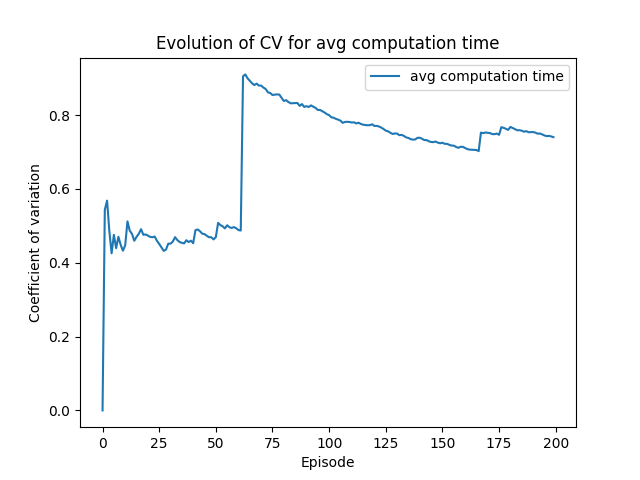 Evolution of CV for avg computation time
avg computation time
Coefficient of variation
0.8
0.6
0.4
0.2
0.0
0 25 50 75 100 125 150 175 200
Episode